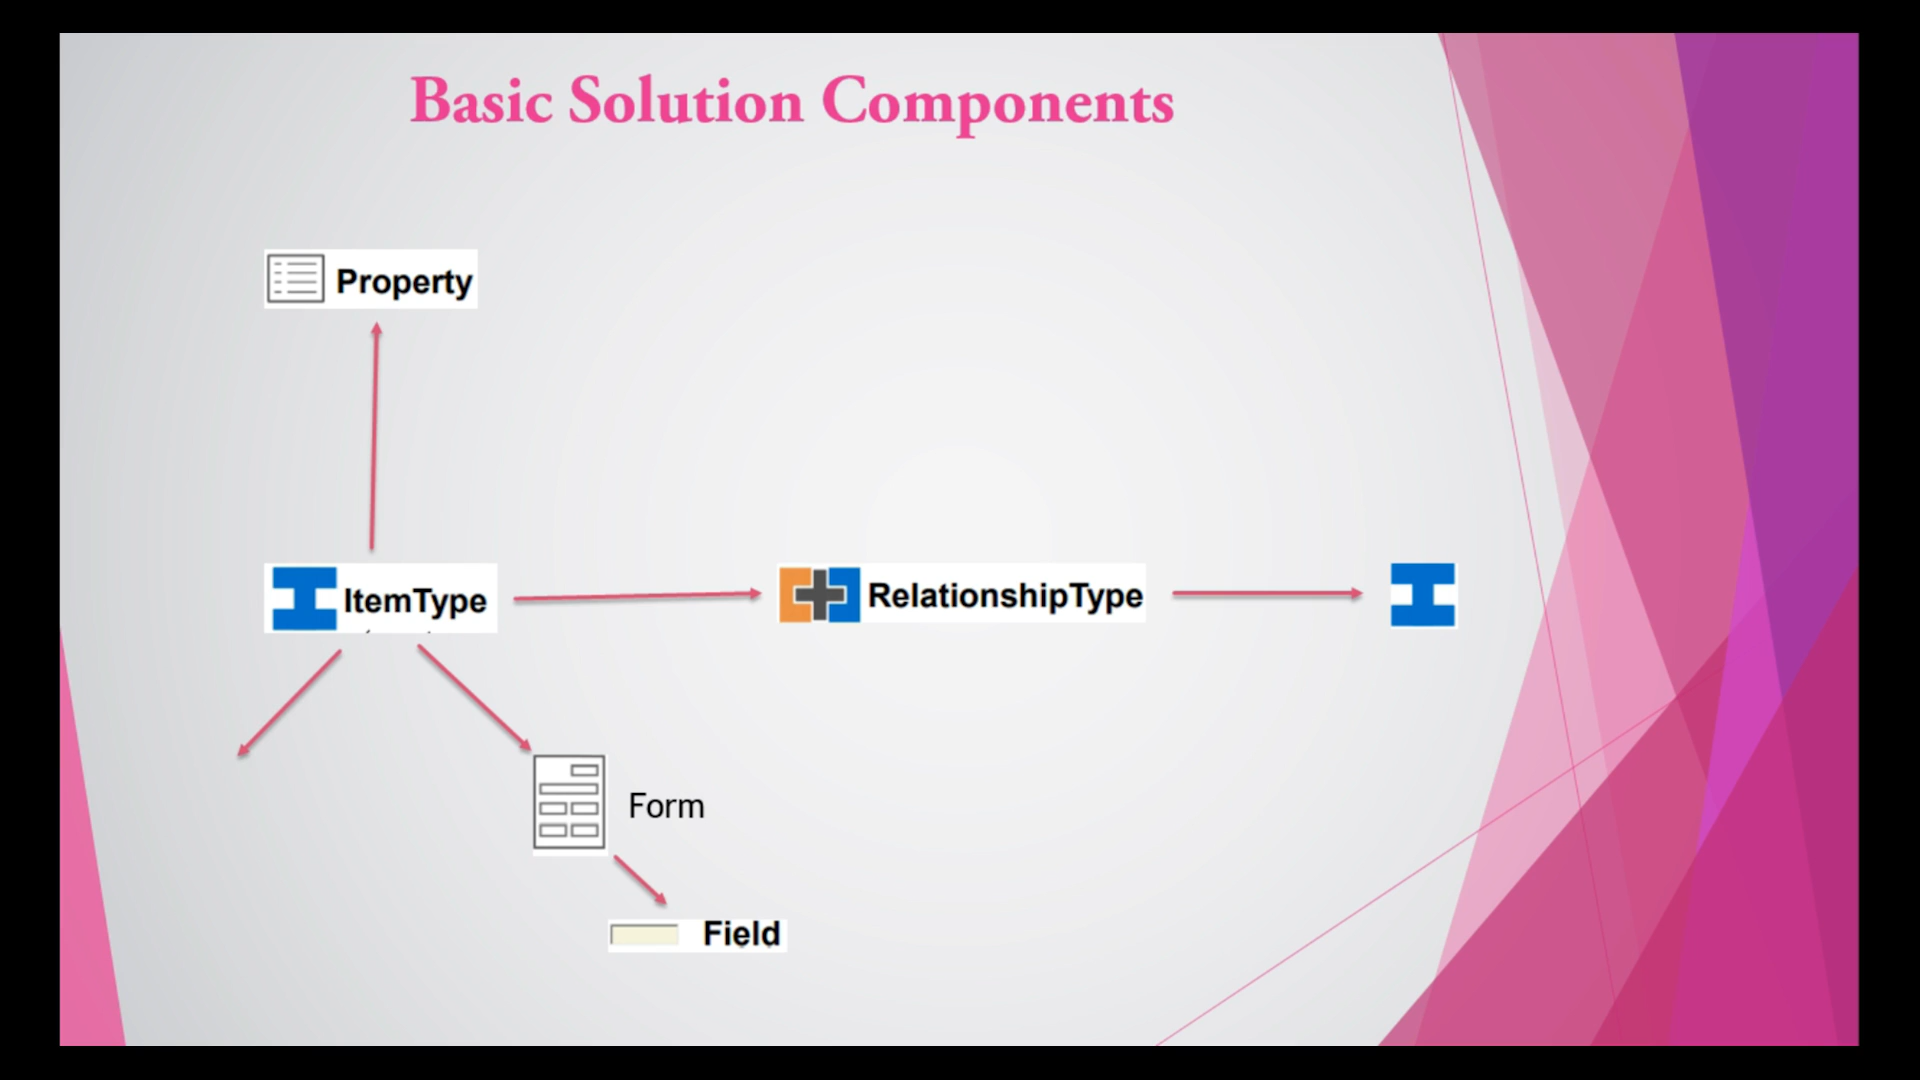 Basic Solution Components
Property
ItemType
RelationshipType
Form
Field